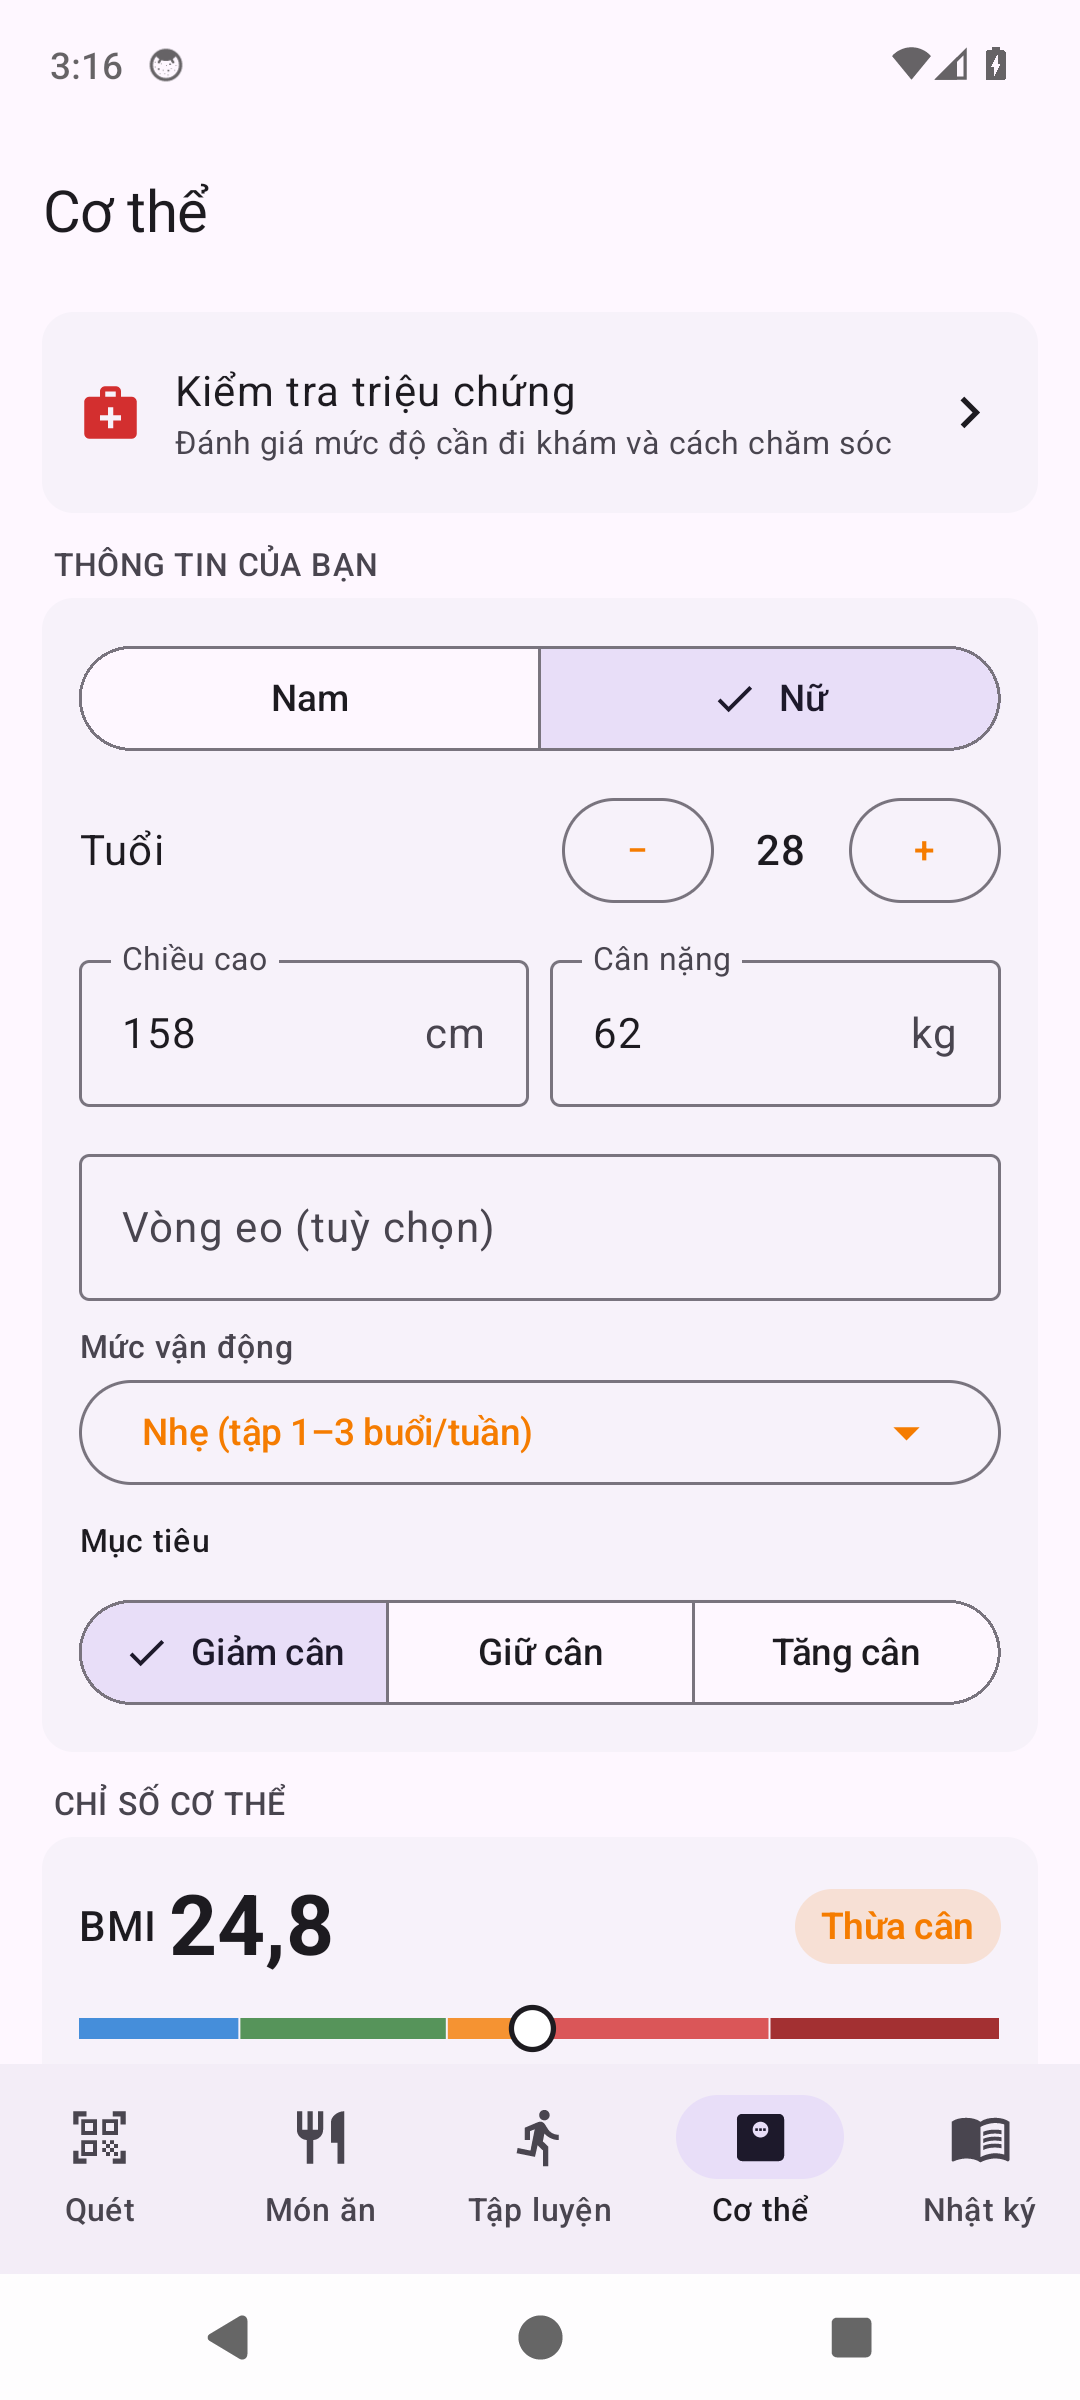 3:16
Cơ thể
Kiểm tra triệu chứng
Đánh giá mức độ cần đi khám và cách chăm sóc
THÔNG TIN CỦA BẠN
Nam
Nữ
Tuổi
−
28
+
Chiều cao
Cân nặng
158 cm
62 kg
Vòng eo (tuỳ chọn)
Mức vận động
Nhẹ (tập 1–3 buổi/tuần)
Mục tiêu
Giảm cân
Giữ cân
Tăng cân
CHỈ SỐ CƠ THỂ
BMI 24,8
Thừa cân
Quét
Món ăn
Tập luyện
Cơ thể
Nhật ký